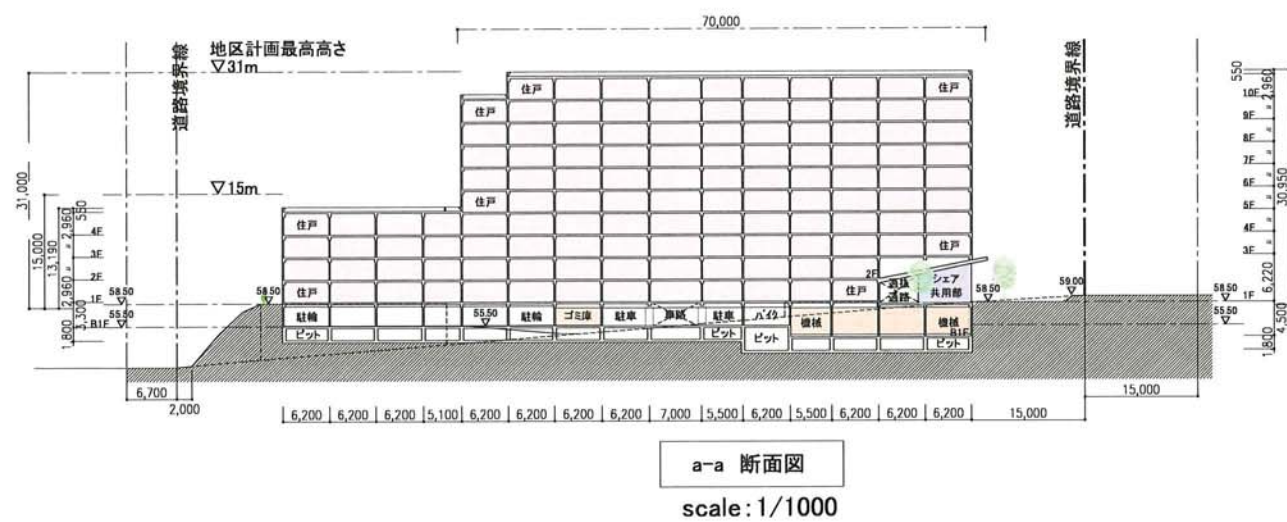 70,000
道路境界線
地区計画最高高さ
▽31m
▽15m
道路境界線
31,000
15,000
13,190
550
2,960
〃
〃
2,960
3,300
1,800
4F
3F
2F
1F
B1F
58.50
55.50
58.50
住戸
住戸
住戸
住戸
住戸
住戸
住戸
住戸
2F
シェア
共用部
通路
59.00
58.50
駐輪
55.50
駐輪
ゴミ庫
駐車
車路
駐車
バイク
機械
機械
B1F
ピット
ピット
ピット
ピット
550
2,960
10F
9F
8F
7F
6F
5F
4F
3F
1F
〃
〃
〃
〃
〃
〃
30,950
6,220
4,500
1,800
58.50
55.50
6,700
2,000
6,200 6,200 6,200 5,100 6,200 6,200 6,200 6,200 7,000 5,500 6,200 5,500 6,200 6,200 6,200 15,000
15,000
a-a 断面図
scale:1/1000